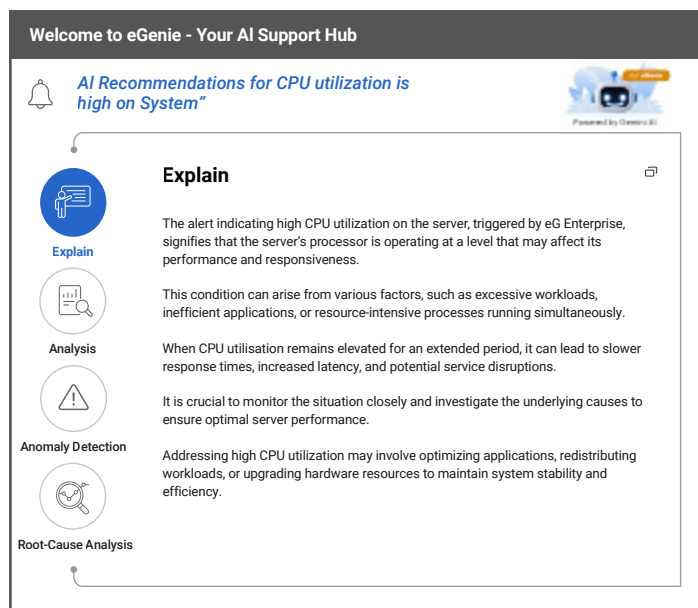 Welcome to eGenie - Your AI Support Hub
AI Recommendations for CPU utilization is
high on System”
Powered by Gemini AI
Explain
The alert indicating high CPU utilization on the server, triggered by eG Enterprise,
signifies that the server’s processor is operating at a level that may affect its
performance and responsiveness.
This condition can arise from various factors, such as excessive workloads,
inefficient applications, or resource-intensive processes running simultaneously.
When CPU utilisation remains elevated for an extended period, it can lead to slower
response times, increased latency, and potential service disruptions.
It is crucial to monitor the situation closely and investigate the underlying causes to
ensure optimal server performance.
Addressing high CPU utilization may involve optimizing applications, redistributing
workloads, or upgrading hardware resources to maintain system stability and
efficiency.
Explain
Analysis
Anomaly Detection
Root-Cause Analysis